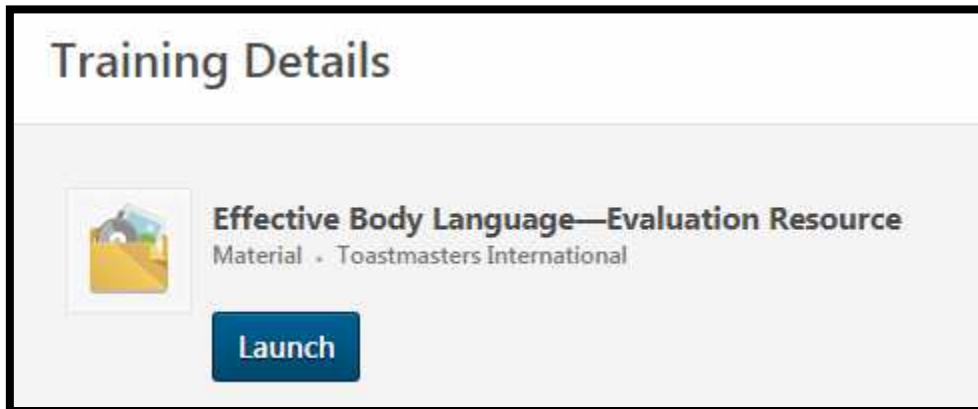 Training Details
Effective Body Language—Evaluation Resource
Material • Toastmasters International
Launch